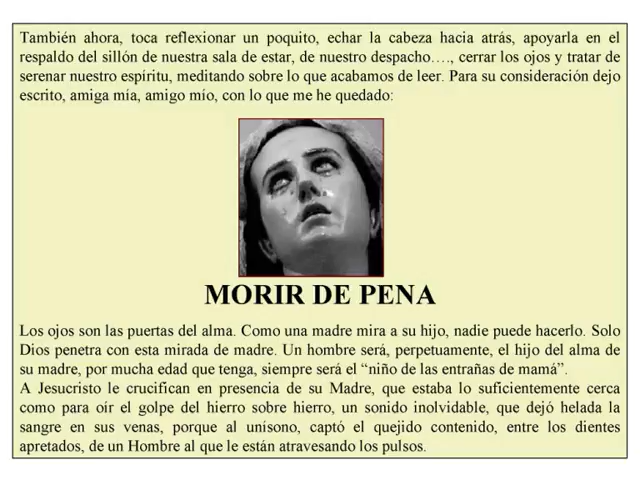 También ahora, toca reflexionar un poquito, echar la cabeza hacia atrás, apoyarla en el
respaldo del sillón de nuestra sala de estar, de nuestro despacho…., cerrar los ojos y tratar de
serenar nuestro espíritu, meditando sobre lo que acabamos de leer. Para su consideración dejo
escrito, amiga mía, amigo mío, con lo que me he quedado:
MORIR DE PENA
Los ojos son las puertas del alma. Como una madre mira a su hijo, nadie puede hacerlo. Solo
Dios penetra con esta mirada de madre. Un hombre será, perpetuamente, el hijo del alma de
su madre, por mucha edad que tenga, siempre será el “niño de las entrañas de mamá”.
A Jesucristo le crucifican en presencia de su Madre, que estaba lo suficientemente cerca
como para oír el golpe del hierro sobre hierro, un sonido inolvidable, que dejó helada la
sangre en sus venas, porque al unísono, captó el quejido contenido, entre los dientes
apretados, de un Hombre al que le están atravesando los pulsos.